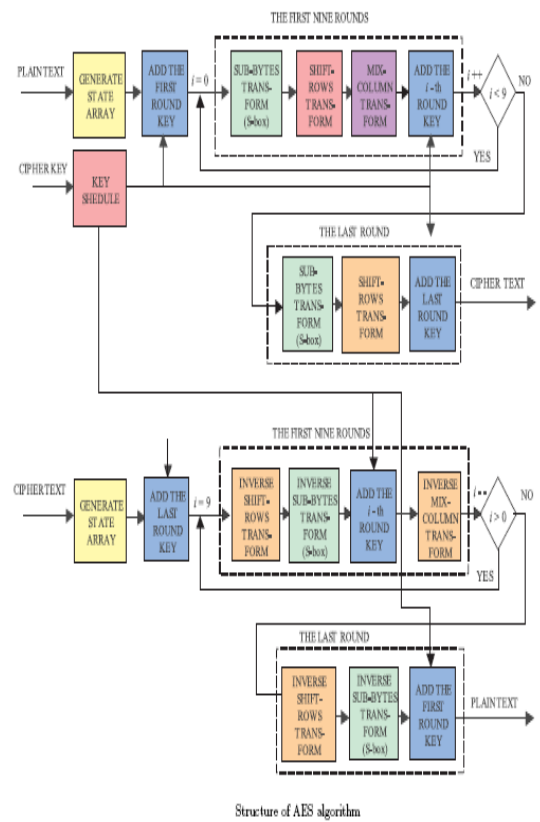 THE FIRST NINE ROUNDS
PLAINTEXT
GENERATE
STATE
ARRAY
ADD THE
FIRST
ROUND
KEY
i = 0
SUB-BYTES
TRANS-
FORM
(S-box)
SHIFT-
ROWS
TRANS-
FORM
MIX-
COLUMN
TRANS-
FORM
ADD THE
i-th
ROUND
KEY
i ++
i < 9
NO
YES
CIPHER KEY
KEY
SHEDULE
THE LAST ROUND
SUB-
BYTES
TRANS-
FORM
(S-box)
SHIFT-
ROWS
TRANS-
FORM
ADD THE
LAST
ROUND
KEY
CIPHER TEXT
THE FIRST NINE ROUNDS
CIPHERTEXT
GENERATE
STATE
ARRAY
ADD THE
LAST
ROUND
KEY
i = 9
INVERSE
SHIFT-
ROWS
TRANS-
FORM
INVERSE
SUB-BYTES
TRANS-
FORM
(S-box)
ADD THE
i-th
ROUND
KEY
INVERSE
MIX-
COLUMN
TRANS-
FORM
i --
i > 0
NO
YES
THE LAST ROUND
INVERSE
SHIFT-
ROWS
TRANS-
FORM
INVERSE
SUB-BYTES
TRANS-
FORM
(S-box)
ADD THE
FIRST
ROUND
KEY
PLAINTEXT
Structure of AES algorithm